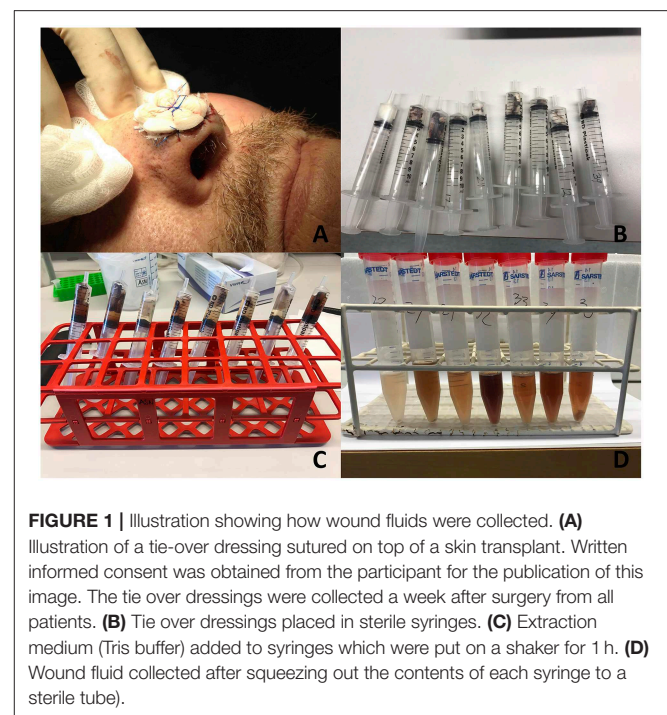 A
B
C
D
SARSTEDT
SARSTEDT
FIGURE 1 | Illustration showing how wound fluids were collected. (A)
Illustration of a tie-over dressing sutured on top of a skin transplant. Written
informed consent was obtained from the participant for the publication of this
image. The tie over dressings were collected a week after surgery from all
patients. (B) Tie over dressings placed in sterile syringes. (C) Extraction
medium (Tris buffer) added to syringes which were put on a shaker for 1 h. (D)
Wound fluid collected after squeezing out the contents of each syringe to a
sterile tube).